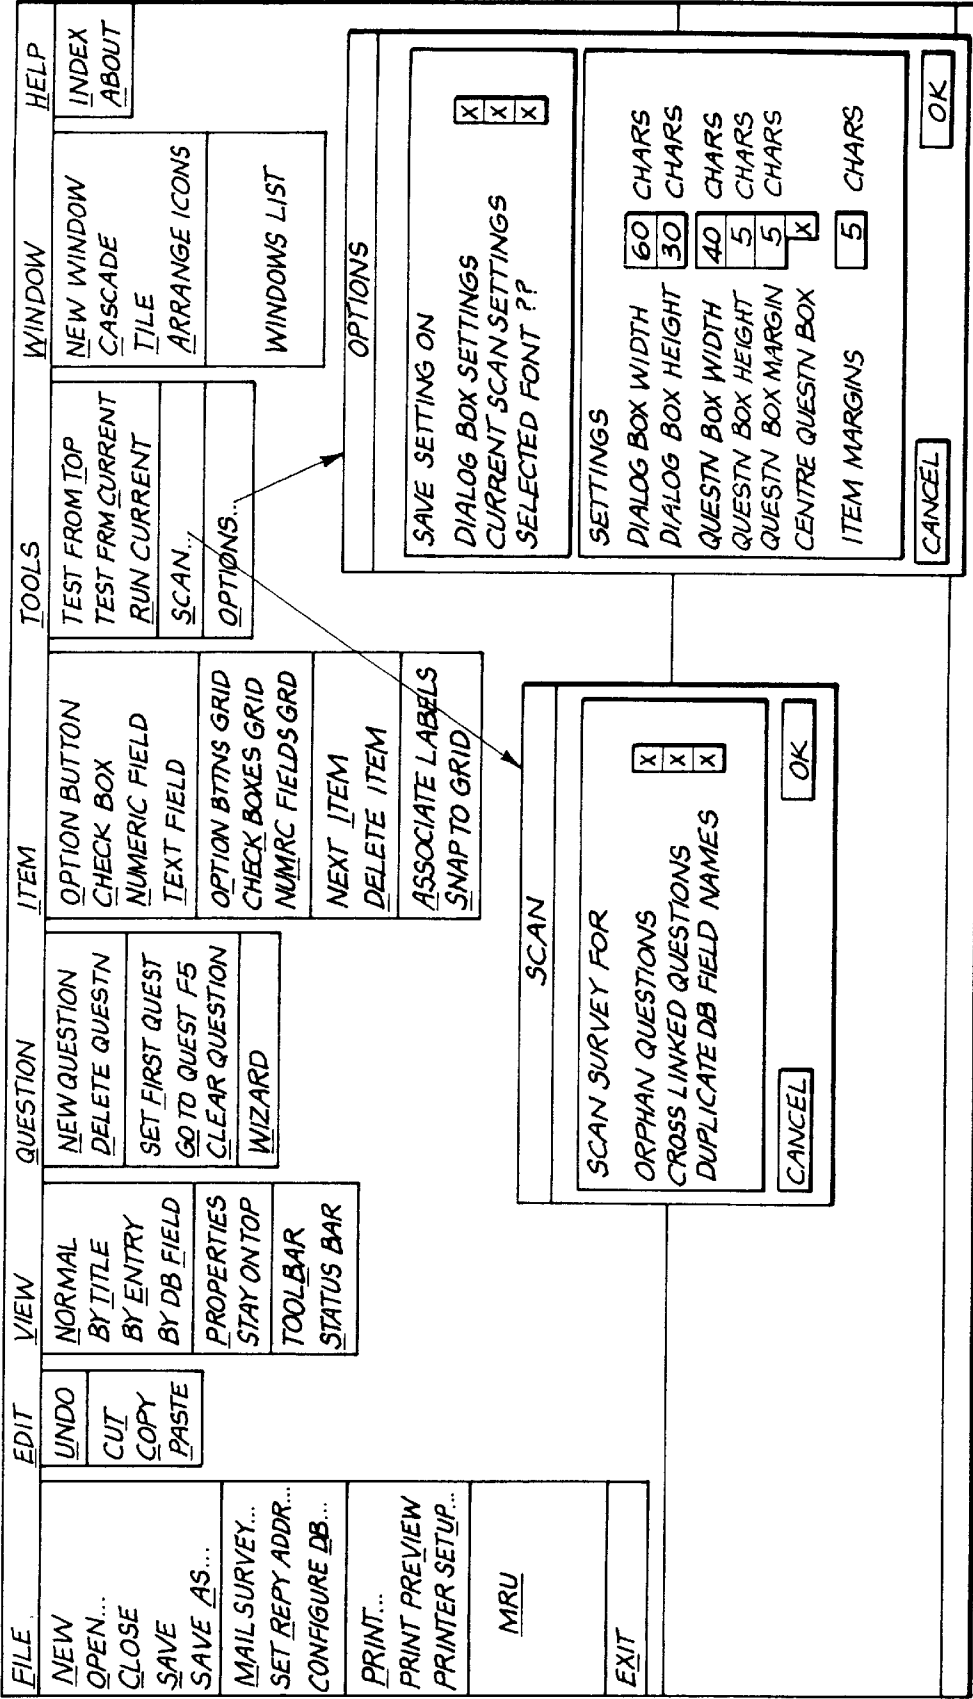 FILE
NEW
OPEN...
CLOSE
SAVE
SAVE AS...
MAIL SURVEY...
SET REPY ADDR...
CONFIGURE DB...
PRINT...
PRINT PREVIEW
PRINTER SETUP...
MRU
EXIT
EDIT
UNDO
CUT
COPY
PASTE
VIEW
NORMAL
BY TITLE
BY ENTRY
BY DB FIELD
PROPERTIES
STAY ON TOP
TOOLBAR
STATUS BAR
QUESTION
NEW QUESTION
DELETE QUESTN
SET FIRST QUEST
GO TO QUEST F5
CLEAR QUESTION
WIZARD
ITEM
OPTION BUTTON
CHECK BOX
NUMERIC FIELD
TEXT FIELD
OPTION BTTNS GRID
CHECK BOXES GRID
NUMRC FIELDS GRD
NEXT ITEM
DELETE ITEM
ASSOCIATE LABELS
SNAP TO GRID
TOOLS
TEST FROM TOP
TEST FRM CURRENT
RUN CURRENT
SCAN...
OPTIONS...
WINDOW
NEW WINDOW
CASCADE
TILE
ARRANGE ICONS
WINDOWS LIST
HELP
INDEX
ABOUT
SCAN
SCAN SURVEY FOR
ORPHAN QUESTIONS X
CROSS LINKED QUESTIONS X
DUPLICATE DB FIELD NAMES X
CANCEL OK
OPTIONS
SAVE SETTING ON
DIALOG BOX SETTINGS X
CURRENT SCAN SETTINGS X
SELECTED FONT ?? X
SETTINGS
DIALOG BOX WIDTH 60 CHARS
DIALOG BOX HEIGHT 30 CHARS
QUESTN BOX WIDTH 40 CHARS
QUESTN BOX HEIGHT 5 CHARS
QUESTN BOX MARGIN 5 CHARS
CENTRE QUESTN BOX X
ITEM MARGINS 5 CHARS
CANCEL OK